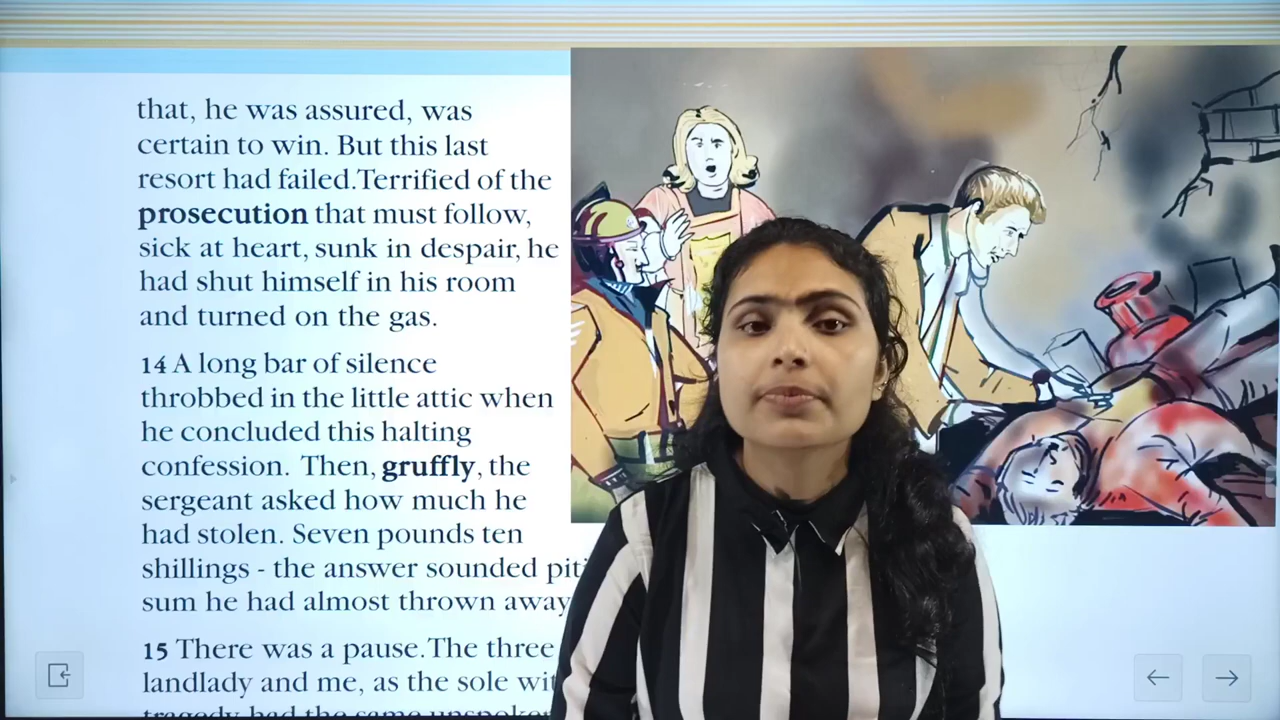 that, he was assured, was
certain to win. But this last
resort had failed.Terrified of the
prosecution that must follow,
sick at heart, sunk in despair, he
had shut himself in his room
and turned on the gas.
14 A long bar of silence
throbbed in the little attic when
he concluded this halting
confession. Then, gruffly, the
sergeant asked how much he
had stolen. Seven pounds ten
shillings - the answer sounded
sum he had almost thrown away
15 There was a pause.The three
landlady and me, as the sole
tragedy had the same